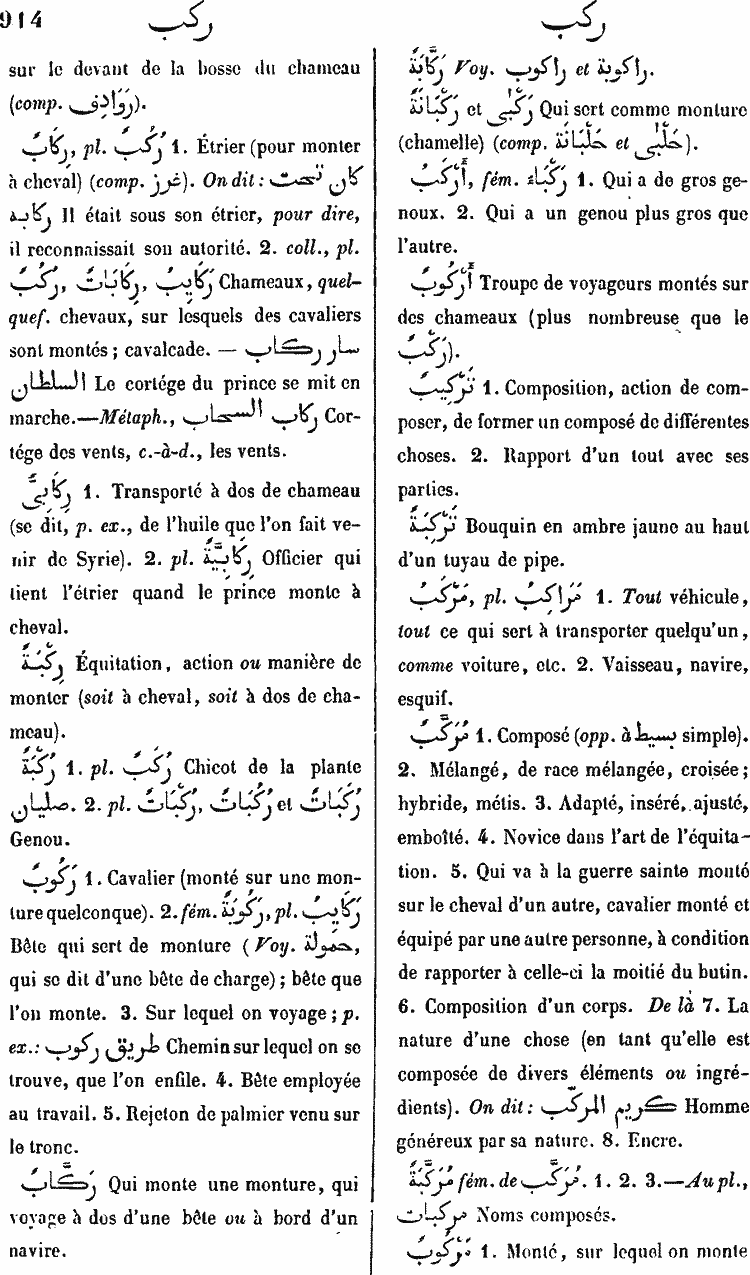 914 ركب ركب
sur le devant de la bosse du chameau
(comp. رَوَادِف).
رِكَابٌ, pl. رُكُبٌ 1. Étrier (pour monter
à cheval) (comp. غرز). On dit : كان تحت
ركابه Il était sous son étrier, pour dire,
il reconnaissait son autorité. 2. coll., pl.
رُكُبٌ, رِكَابَاتٌ, رَكَايِبُ Chameaux, quel-
quef. chevaux, sur lesquels des cavaliers
sont montés ; cavalcade. — سار ركاب
السلطان Le cortége du prince se mit en
marche.—Métaph., ركاب السحاب Cor-
tége des vents, c.-à-d., les vents.
رِكَابِىٌّ 1. Transporté à dos de chameau
(se dit, p. ex., de l'huile que l'on fait ve-
nir de Syrie). 2. pl. رِكَابِيَّةٌ Officier qui
tient l'étrier quand le prince monte à
cheval.
رِكْبَةٌ Équitation, action ou manière de
monter (soit à cheval, soit à dos de cha-
meau).
رُكْبَةٌ 1. pl. رُكَبٌ Chicot de la plante
صليان. 2. pl. رُكَبَاتٌ, رُكُبَاتٌ et رُكْبَاتٌ
Genou.
رَكُوبٌ 1. Cavalier (monté sur une mon-
ture quelconque). 2. fém. رَكُوبَةٌ, pl. رَكَايِبُ
Bête qui sert de monture ( Voy. حمولة,
qui se dit d'une bête de charge) ; bête que
l'on monte. 3. Sur lequel on voyage ; p.
ex.: طريق ركوب Chemin sur lequel on se
trouve, que l'on enfile. 4. Bête employée
au travail. 5. Rejeton de palmier venu sur
le tronc.
رَكَّابٌ Qui monte une monture, qui
voyage à dos d'une bête ou à bord d'un
navire.
رَكَّابَةٌ Voy. راكوب et راكوبة.
رَكْبَانَةٌ et رَكْبَى Qui sert comme monture
(chamelle) (comp. حَلْبَانَة et حَلْبَى).
أَرْكَبُ, fém. رَكْبَاءُ 1. Qui a de gros ge-
noux. 2. Qui a un genou plus gros que
l'autre.
أُرْكُوبٌ Troupe de voyageurs montés sur
des chameaux (plus nombreuse que le
رَكْبٌ).
تَرْكِيبٌ 1. Composition, action de com-
poser, de former un composé de différentes
choses. 2. Rapport d'un tout avec ses
parties.
تَرْكِيبَةٌ Bouquin en ambre jaune au haut
d'un tuyau de pipe.
مَرْكَبٌ, pl. مَرَاكِبُ 1. Tout véhicule,
tout ce qui sert à transporter quelqu'un,
comme voiture, etc. 2. Vaisseau, navire,
esquif.
مُرَكَّبٌ 1. Composé (opp. à بسيط simple).
2. Mélangé, de race mélangée, croisée ;
hybride, métis. 3. Adapté, inséré, ajusté,
emboîté. 4. Novice dans l'art de l'équita-
tion. 5. Qui va à la guerre sainte monté
sur le cheval d'un autre, cavalier monté et
équipé par une autre personne, à condition
de rapporter à celle-ci la moitié du butin.
6. Composition d'un corps. De là 7. La
nature d'une chose (en tant qu'elle est
composée de divers éléments ou ingré-
dients). On dit : كريم المركّب Homme
généreux par sa nature. 8. Encre.
مُرَكَّبَةٌ fém. de مُرَكَّب. 1. 2. 3.—Au pl.,
مركبات Noms composés.
مَرْكُوبٌ 1. Monté, sur lequel on monte